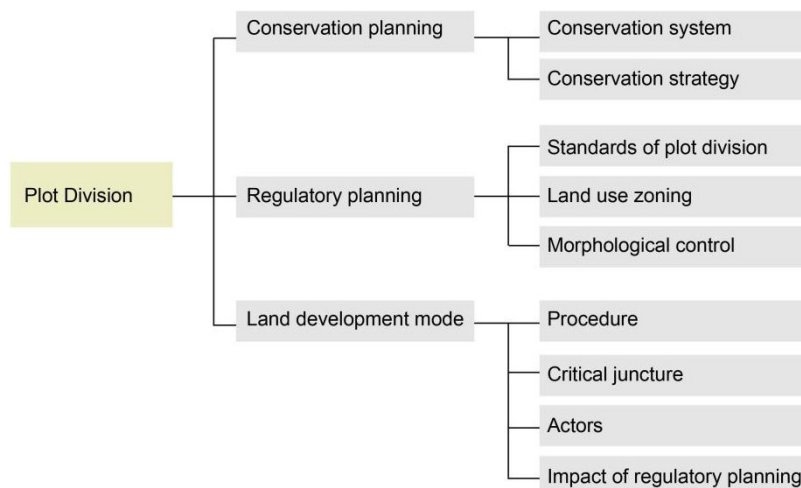 Plot Division
Conservation planning
Conservation system
Conservation strategy
Regulatory planning
Standards of plot division
Land use zoning
Morphological control
Land development mode
Procedure
Critical juncture
Actors
Impact of regulatory planning